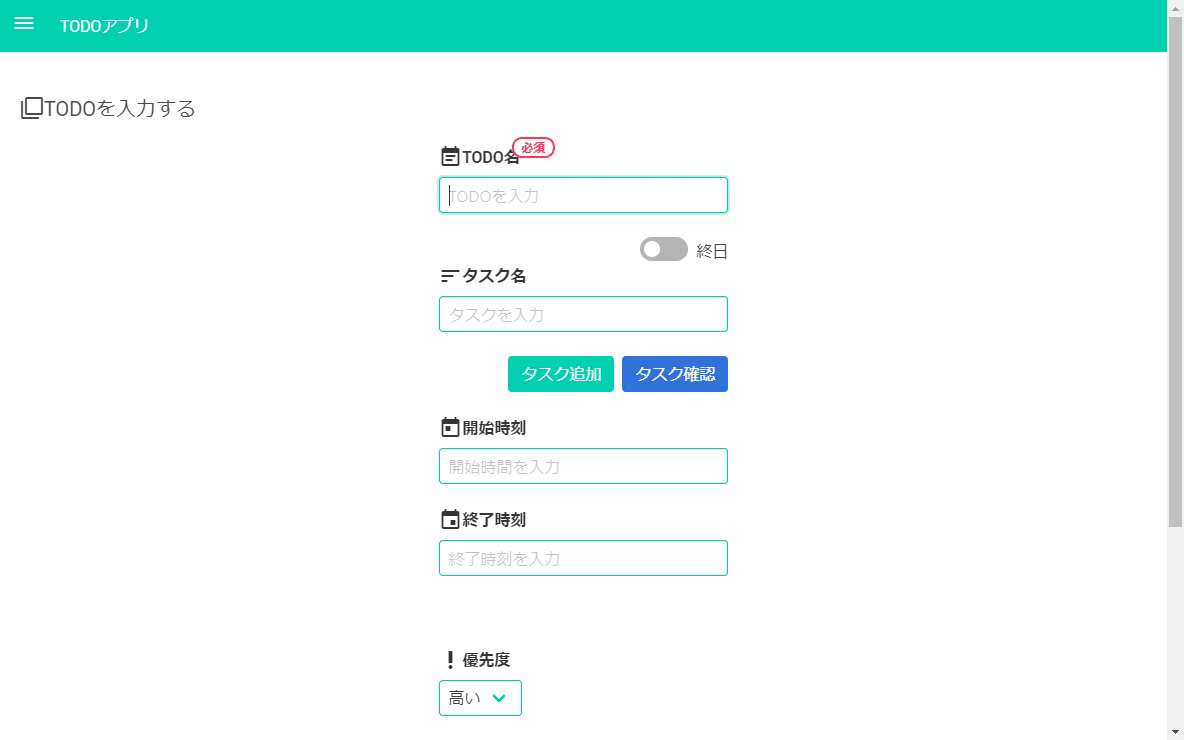 TODOアプリ
TODOを入力する
TODO名
必須
TODOを入力
終日
タスク名
タスクを入力
タスク追加
タスク確認
開始時刻
開始時間を入力
終了時刻
終了時刻を入力
優先度
高い